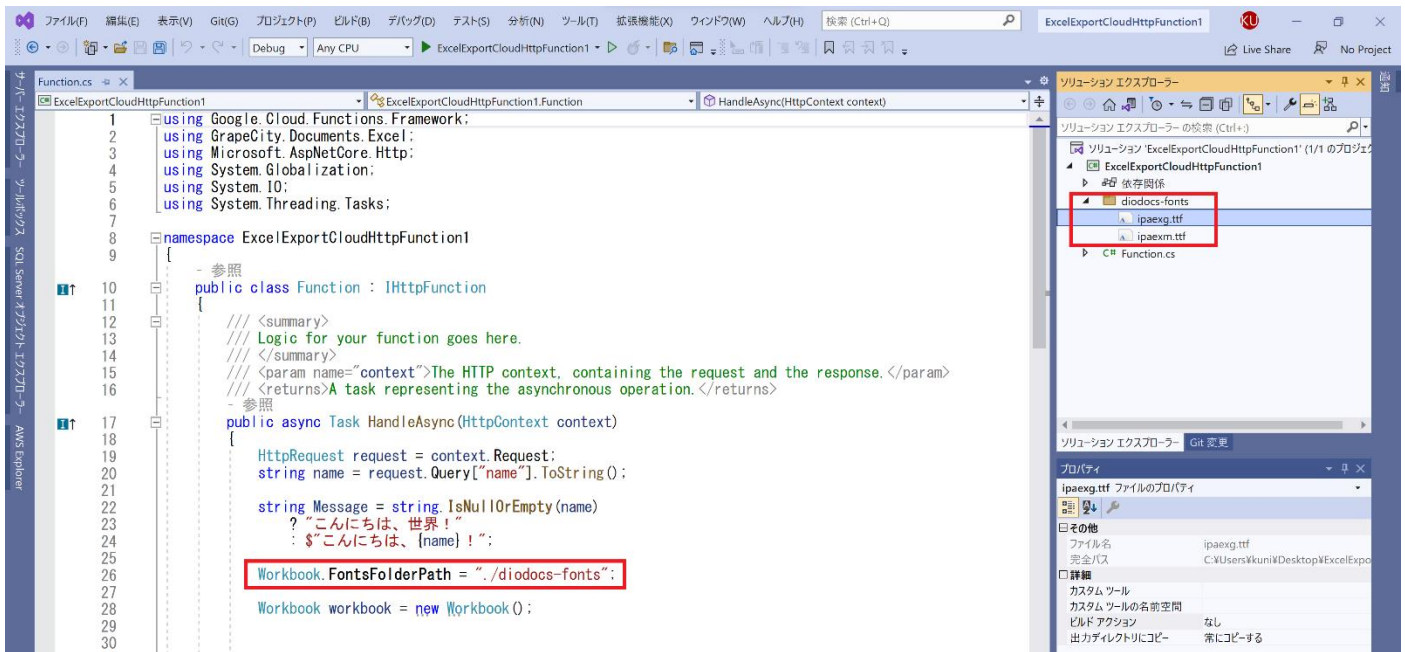 ファイル(F) 編集(E) 表示(V) Git(G) プロジェクト(P) ビルド(B) デバッグ(D) テスト(S) 分析(N) ツール(T) 拡張機能(X) ウィンドウ(W) ヘルプ(H) 検索 (Ctrl+Q) ExcelExportCloudHttpFunction1 KU
Debug Any CPU ExcelExportCloudHttpFunction1 Live Share No Project
サーバー エクスプローラー ツールボックス SQL Server オブジェクト エクスプローラー AWS Explorer
Function.cs
ExcelExportCloudHttpFunction1 ExcelExportCloudHttpFunction1.Function HandleAsync(HttpContext context)
1 using Google.Cloud.Functions.Framework;
2 using GrapeCity.Documents.Excel;
3 using Microsoft.AspNetCore.Http;
4 using System.Globalization;
5 using System.IO;
6 using System.Threading.Tasks;
7
8 namespace ExcelExportCloudHttpFunction1
9 {
- 参照
10 public class Function : IHttpFunction
11 {
12 /// <summary>
13 /// Logic for your function goes here.
14 /// </summary>
15 /// <param name="context">The HTTP context, containing the request and the response.</param>
16 /// <returns>A task representing the asynchronous operation.</returns>
- 参照
17 public async Task HandleAsync(HttpContext context)
18 {
19 HttpRequest request = context.Request;
20 string name = request.Query["name"].ToString();
21
22 string Message = string.IsNullOrEmpty(name)
23 ? "こんにちは、世界！"
24 : $"こんにちは、{name}！";
25
26 Workbook.FontsFolderPath = "./diodocs-fonts";
27
28 Workbook workbook = new Workbook();
29
30
ソリューション エクスプローラー
ソリューション エクスプローラー の検索 (Ctrl+:)
ソリューション 'ExcelExportCloudHttpFunction1' (1/1 のプロジェク
ExcelExportCloudHttpFunction1
依存関係
diodocs-fonts
ipaexg.ttf
ipaexm.ttf
C# Function.cs
ソリューション エクスプローラー Git 変更
プロパティ
ipaexg.ttf ファイルのプロパティ
その他
ファイル名 ipaexg.ttf
完全パス C:¥Users¥kuni¥Desktop¥ExcelExpo
詳細
カスタム ツール
カスタム ツールの名前空間
ビルド アクション なし
出力ディレクトリにコピー 常にコピーする